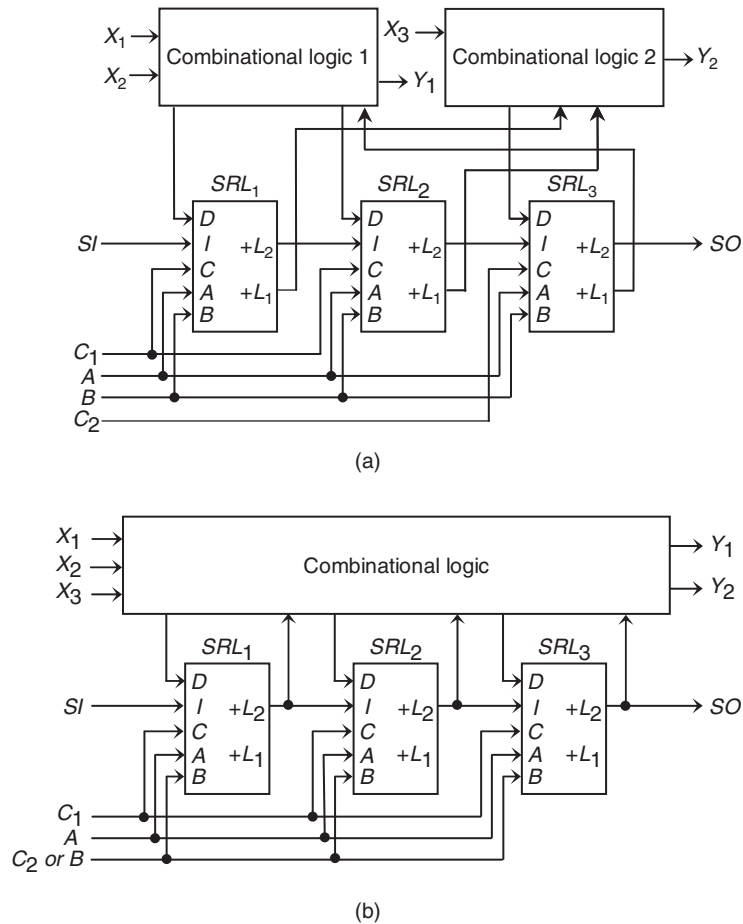 X1
X2
Combinational logic 1
Y1
X3
Combinational logic 2
Y2
SRL1
SRL2
SRL3
SI
D
I
C
A
B
+L2
+L1
D
I
C
A
B
+L2
+L1
D
I
C
A
B
+L2
+L1
SO
C1
A
B
C2
(a)
X1
X2
X3
Combinational logic
Y1
Y2
SRL1
SRL2
SRL3
SI
D
I
C
A
B
+L2
+L1
D
I
C
A
B
+L2
+L1
D
I
C
A
B
+L2
+L1
SO
C1
A
C2 or B
(b)